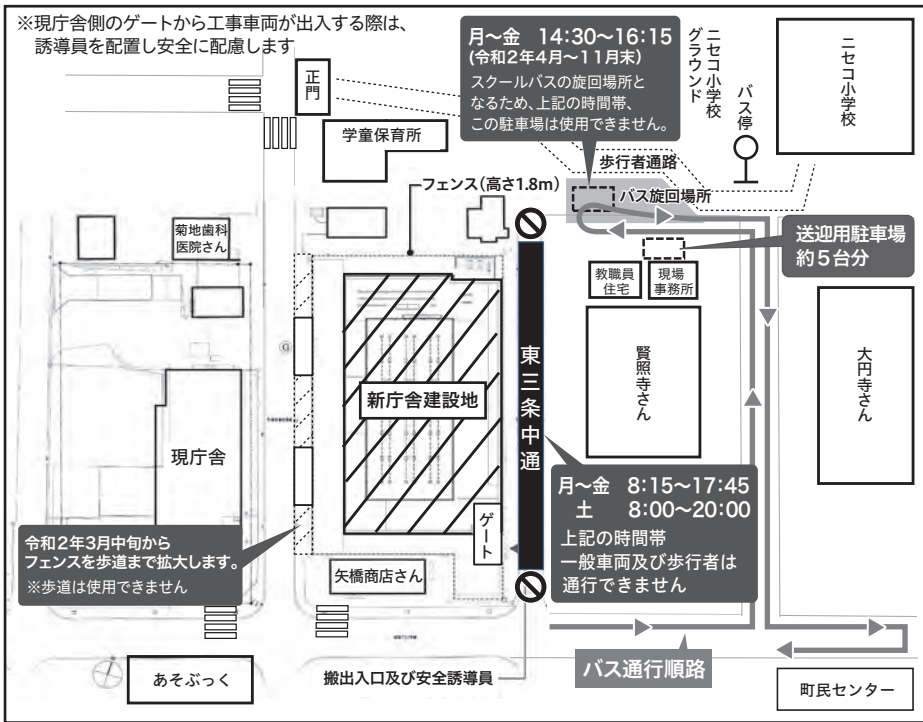 ※現庁舎側のゲートから工事車両が出入する際は、
誘導員を配置し安全に配慮します
正門
学童保育所
月〜金 14:30〜16:15
(令和2年4月〜11月末)
スクールバスの旋回場所と
なるため、上記の時間帯、
この駐車場は使用できません。
ニセコ小学校
グラウンド
バス停
ニセコ小学校
歩行者通路
フェンス(高さ1.8m)
バス旋回場所
菊地歯科
医院さん
送迎用駐車場
約5台分
教職員
住宅
現場
事務所
G
東三条中通
賢照寺さん
大円寺さん
新庁舎建設地
現庁舎
月〜金 8:15〜17:45
土 8:00〜20:00
上記の時間帯
一般車両及び歩行者は
通行できません
ゲート
令和2年3月中旬から
フェンスを歩道まで拡大します。
※歩道は使用できません
矢橋商店さん
あそぶっく
搬出入口及び安全誘導員
バス通行順路
町民センター